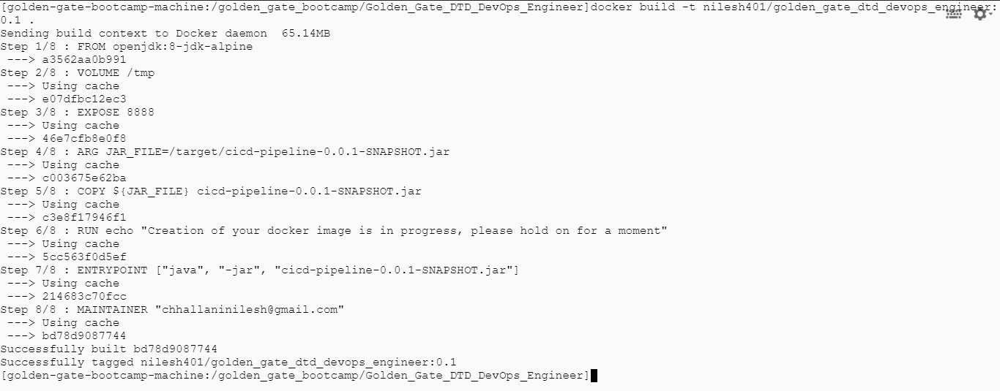 [golden-gate-bootcamp-machine:/golden_gate_bootcamp/Golden_Gate_DTD_DevOps_Engineer]docker build -t nilesh401/golden_gate_dtd_devops_engineer:
0.1 .
Sending build context to Docker daemon  65.14MB
Step 1/8 : FROM openjdk:8-jdk-alpine
 ---> a3562aa0b991
Step 2/8 : VOLUME /tmp
 ---> Using cache
 ---> e07dfbc12ec3
Step 3/8 : EXPOSE 8888
 ---> Using cache
 ---> 46e7cfb8e0f8
Step 4/8 : ARG JAR_FILE=/target/cicd-pipeline-0.0.1-SNAPSHOT.jar
 ---> Using cache
 ---> c003675e62ba
Step 5/8 : COPY ${JAR_FILE} cicd-pipeline-0.0.1-SNAPSHOT.jar
 ---> Using cache
 ---> c3e8f17946f1
Step 6/8 : RUN echo "Creation of your docker image is in progress, please hold on for a moment"
 ---> Using cache
 ---> 5cc563f0d5ef
Step 7/8 : ENTRYPOINT ["java", "-jar", "cicd-pipeline-0.0.1-SNAPSHOT.jar"]
 ---> Using cache
 ---> 214683c70fcc
Step 8/8 : MAINTAINER "chhallaninilesh@gmail.com"
 ---> Using cache
 ---> bd78d9087744
Successfully built bd78d9087744
Successfully tagged nilesh401/golden_gate_dtd_devops_engineer:0.1
[golden-gate-bootcamp-machine:/golden_gate_bootcamp/Golden_Gate_DTD_DevOps_Engineer]